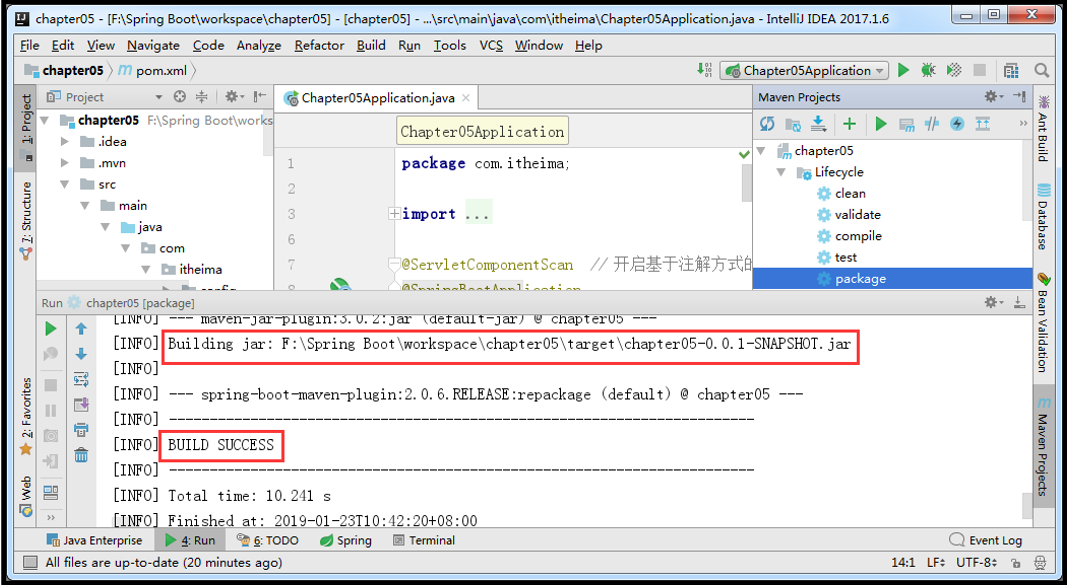 chapter05 - [F:\Spring Boot\workspace\chapter05] - [chapter05] - ...\src\main\java\com\itheima\Chapter05Application.java - IntelliJ IDEA 2017.1.6
File Edit View Navigate Code Analyze Refactor Build Run Tools VCS Window Help
chapter05 pom.xml Chapter05Application
1: Project
7: Structure
2: Favorites
Web
Project
chapter05 F:\Spring Boot\works
.idea
.mvn
src
main
java
com
itheima
Chapter05Application.java
Chapter05Application
1 package com.itheima;
2
3 import ...
6
7 @ServletComponentScan // 开启基于注解方式的
8 @SpringBootApplication
Maven Projects
chapter05
Lifecycle
clean
validate
compile
test
package
Ant Build
Database
Bean Validation
Maven Projects
Run chapter05 [package]
[INFO] --- maven-jar-plugin:3.0.2:jar (default-jar) @ chapter05 ---
[INFO] Building jar: F:\Spring Boot\workspace\chapter05\target\chapter05-0.0.1-SNAPSHOT.jar
[INFO]
[INFO] --- spring-boot-maven-plugin:2.0.6.RELEASE:repackage (default) @ chapter05 ---
[INFO] ------------------------------------------------------------------------
[INFO] BUILD SUCCESS
[INFO] ------------------------------------------------------------------------
[INFO] Total time: 10.241 s
[INFO] Finished at: 2019-01-23T10:42:20+08:00
Java Enterprise 4: Run 6: TODO Spring Terminal Event Log
All files are up-to-date (20 minutes ago) 14:1 LF UTF-8